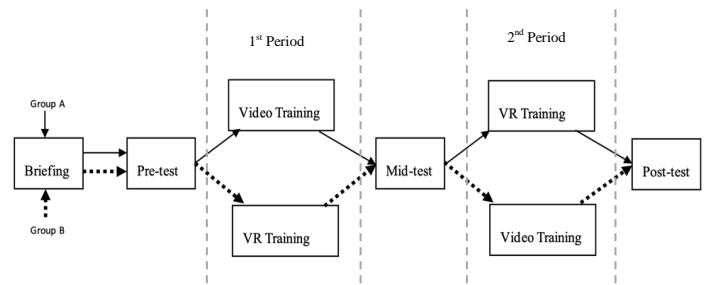 1st Period
2nd Period
Group A
Video Training
VR Training
Briefing
Pre-test
Mid-test
Post-test
Group B
VR Training
Video Training